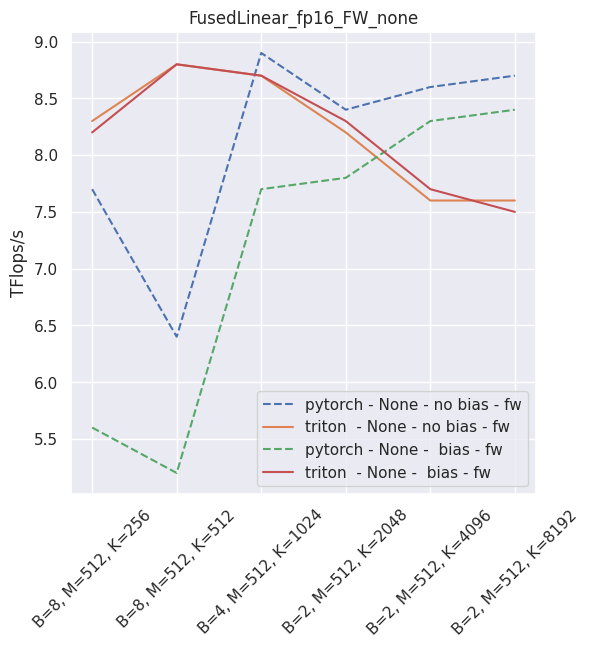 FusedLinear_fp16_FW_none
9.0
8.5
8.0
7.5
7.0
6.5
6.0
5.5
TFlops/s
pytorch - None - no bias - fw
triton  - None - no bias - fw
pytorch - None -  bias - fw
triton  - None -  bias - fw
B=8, M=512, K=256
B=8, M=512, K=512
B=4, M=512, K=1024
B=2, M=512, K=2048
B=2, M=512, K=4096
B=2, M=512, K=8192